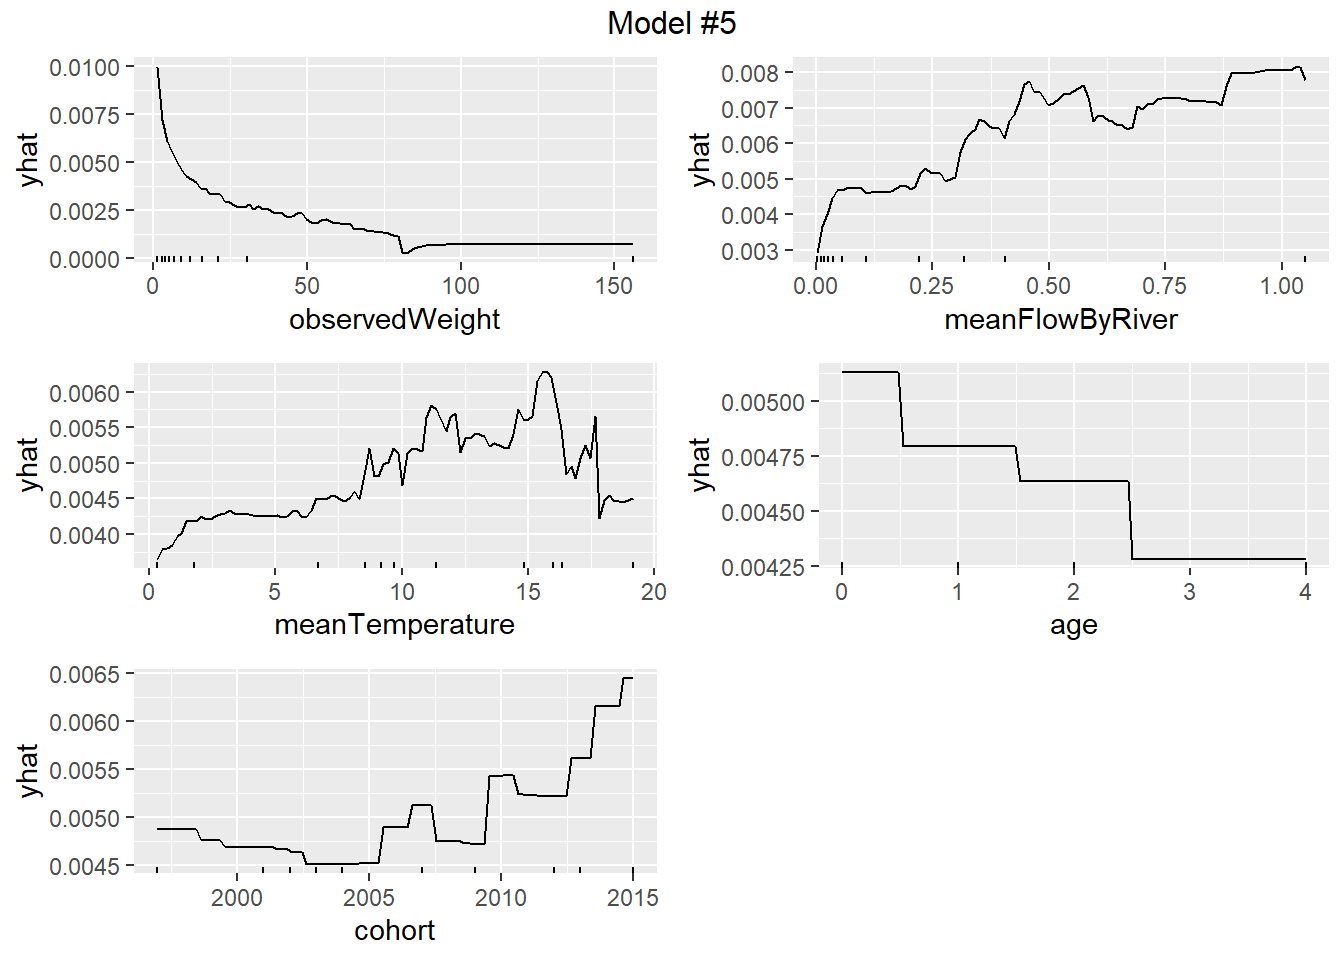 Model #5
0.0100
0.0075
0.0050
0.0025
0.0000
yhat
0 50 100 150
observedWeight
0.008
0.007
0.006
0.005
0.004
0.003
yhat
0.00 0.25 0.50 0.75 1.00
meanFlowByRiver
0.0060
0.0055
0.0050
0.0045
0.0040
yhat
0 5 10 15 20
meanTemperature
0.00500
0.00475
0.00450
0.00425
yhat
0 1 2 3 4
age
0.0065
0.0060
0.0055
0.0050
0.0045
yhat
2000 2005 2010 2015
cohort